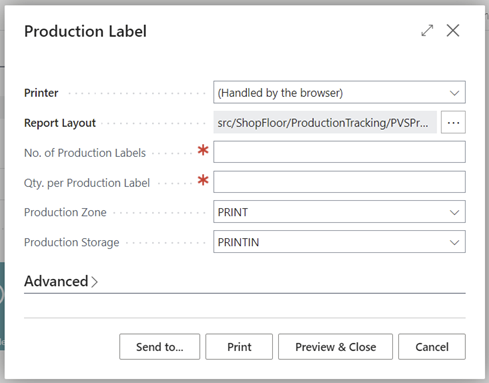 Production Label
Printer (Handled by the browser)
Report Layout src/ShopFloor/ProductionTracking/PVSPr... ...
No. of Production Labels *
Qty. per Production Label *
Production Zone PRINT
Production Storage PRINTIN
Advanced >
Send to... Print Preview & Close Cancel